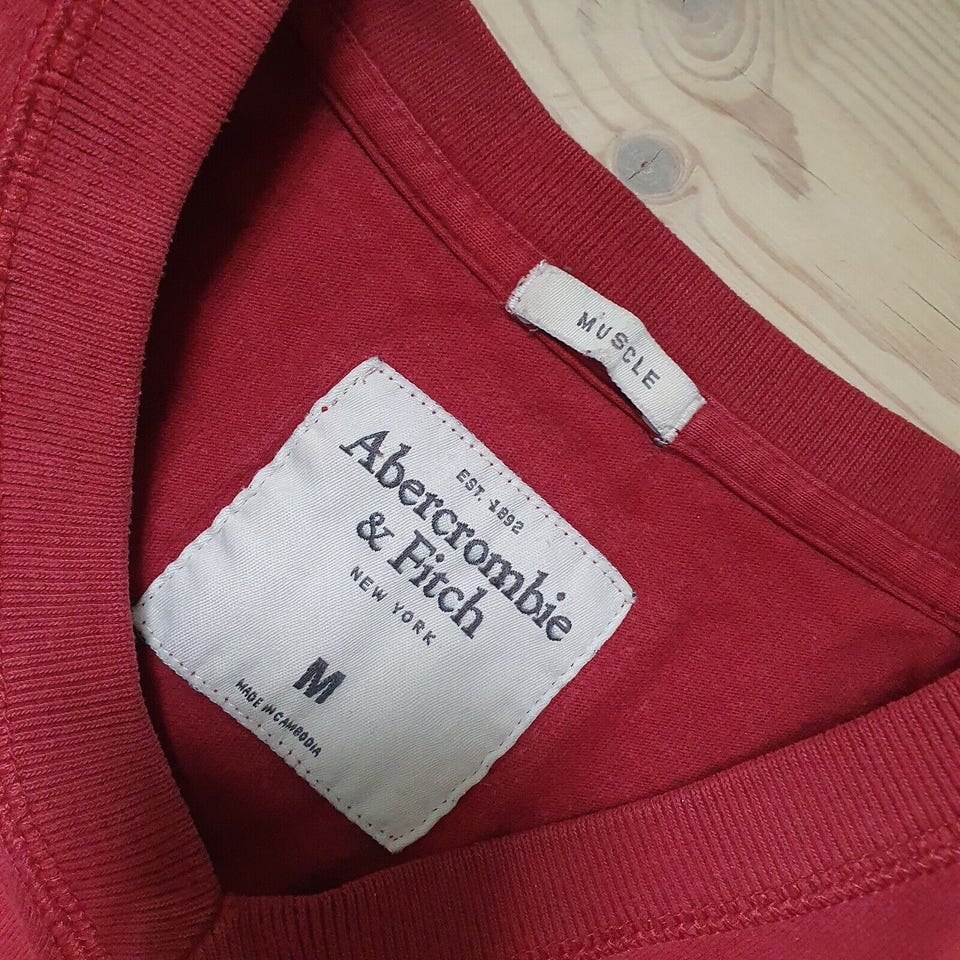 MUSCLE
EST. 1892
Abercrombie
& Fitch
NEW YORK
M
MADE IN CAMBODIA